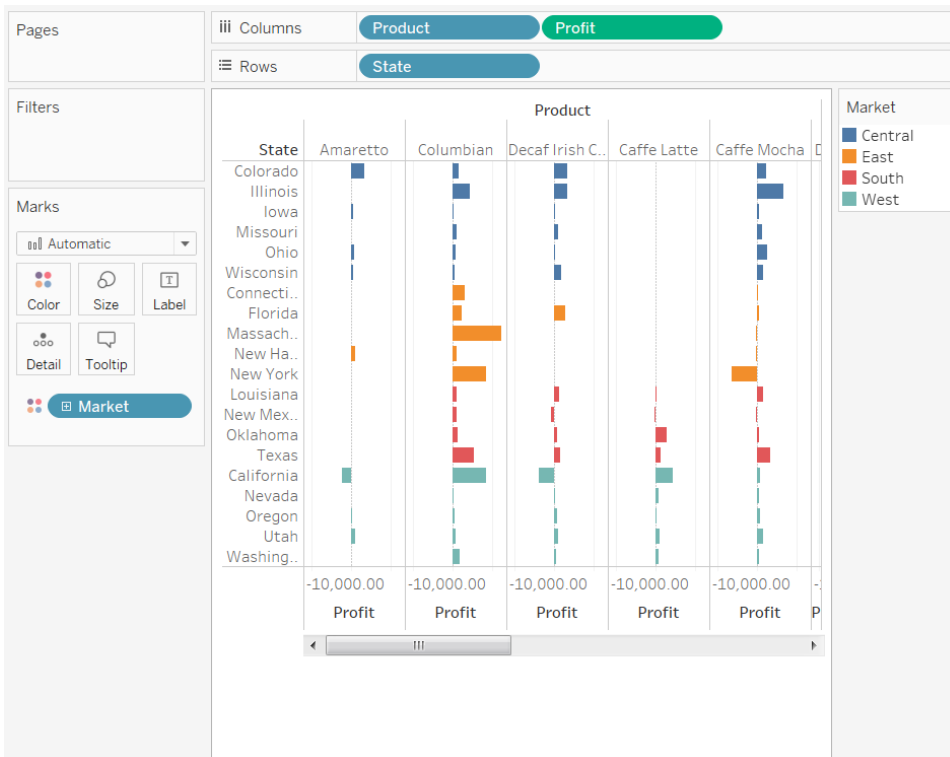 Pages
Columns
Product
Profit
Rows
State
Filters
Marks
Automatic
Color
Size
Label
Detail
Tooltip
Market
Product
State Amaretto Columbian Decaf Irish C.. Caffe Latte Caffe Mocha D
Colorado
Illinois
Iowa
Missouri
Ohio
Wisconsin
Connecti..
Florida
Massach..
New Ha..
New York
Louisiana
New Mex..
Oklahoma
Texas
California
Nevada
Oregon
Utah
Washing..
-10,000.00 -10,000.00 -10,000.00 -10,000.00 -10,000.00
Profit Profit Profit Profit Profit P
Market
Central
East
South
West